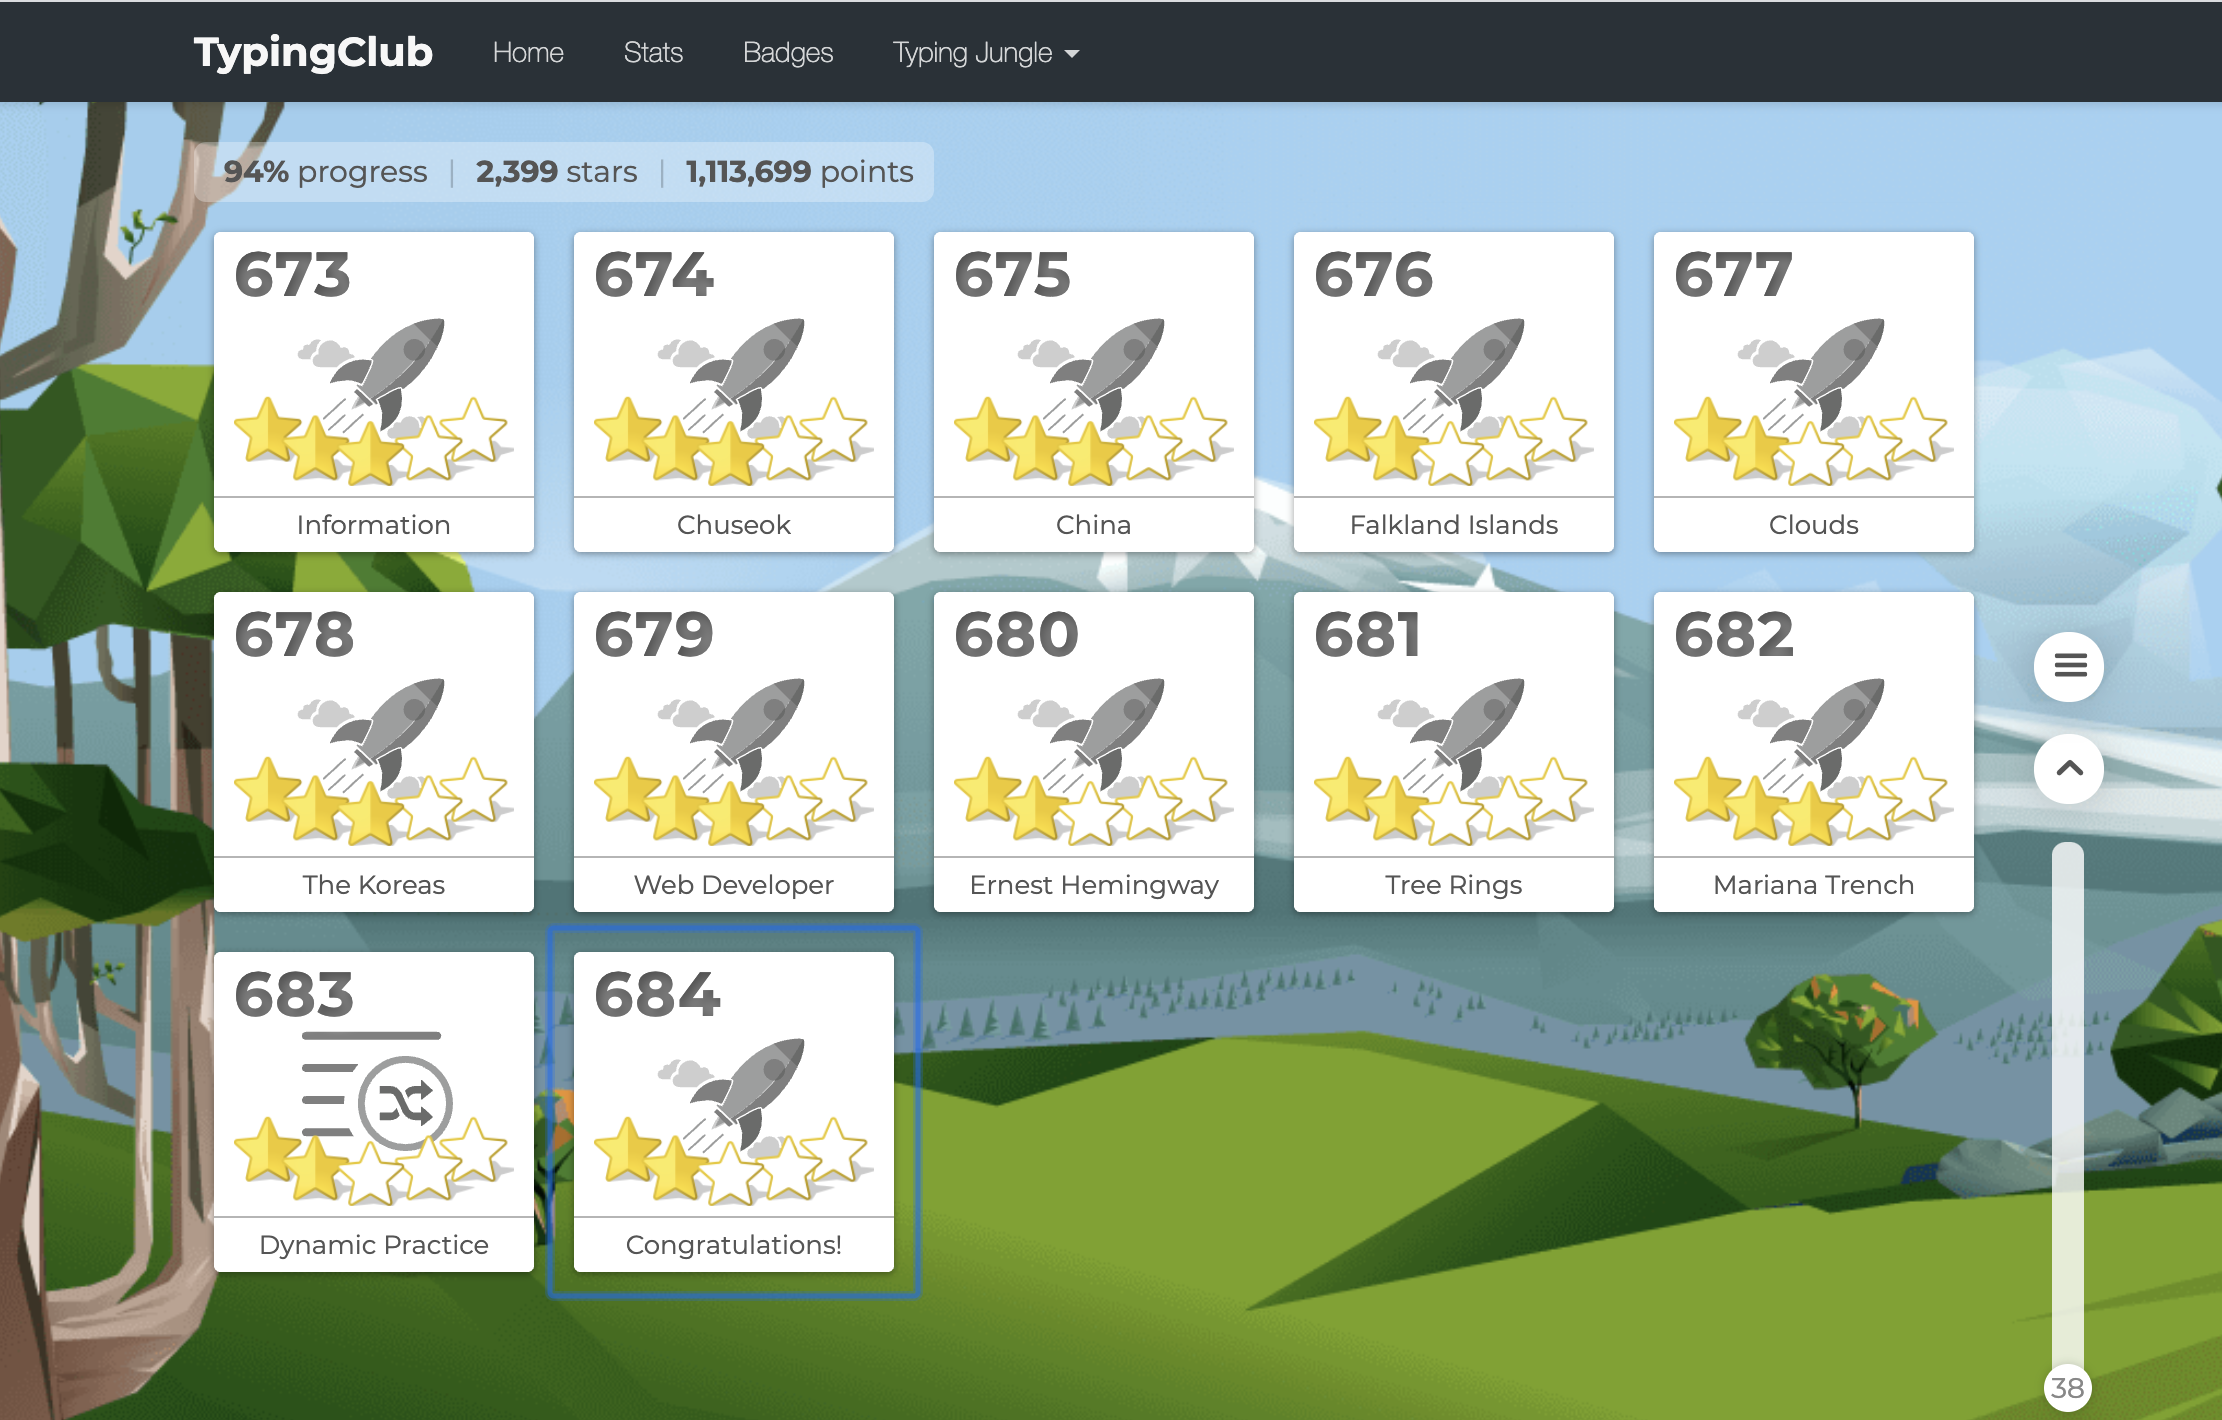 TypingClub Home Stats Badges Typing Jungle
94% progress | 2,399 stars | 1,113,699 points
673 674 675 676 677
Information Chuseok China Falkland Islands Clouds
678 679 680 681 682
The Koreas Web Developer Ernest Hemingway Tree Rings Mariana Trench
683 684
Dynamic Practice Congratulations!
38